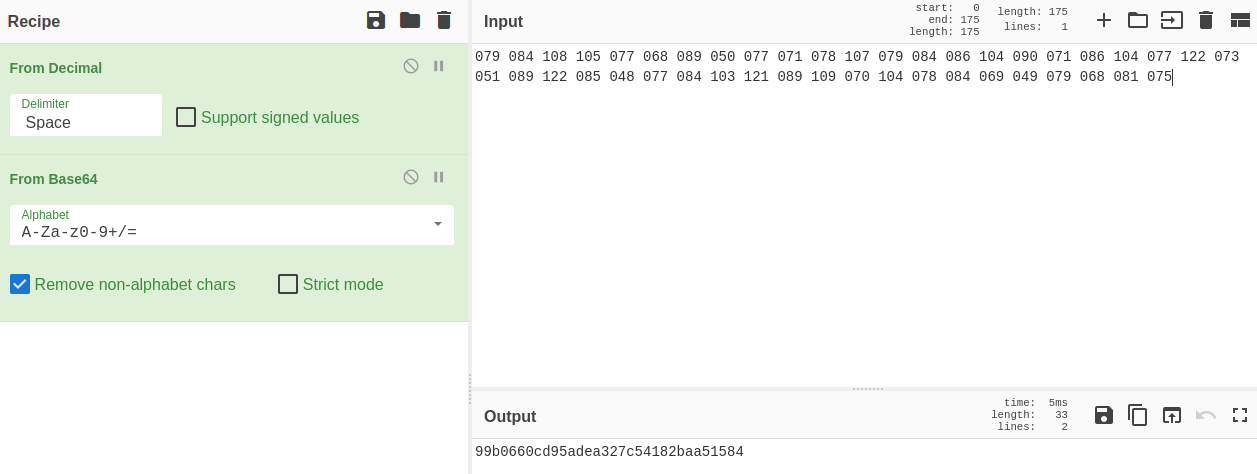 Recipe
From Decimal
Delimiter
Space
Support signed values
From Base64
Alphabet
A-Za-z0-9+/=
Remove non-alphabet chars
Strict mode
Input
start: 0
end: 175
length: 175
length: 175
lines: 1
079 084 108 105 077 068 089 050 077 071 078 107 079 084 086 104 090 071 086 104 077 122 073
051 089 122 085 048 077 084 103 121 089 109 070 104 078 084 069 049 079 068 081 075
Output
time: 5ms
length: 33
lines: 2
99b0660cd95adea327c54182baa51584